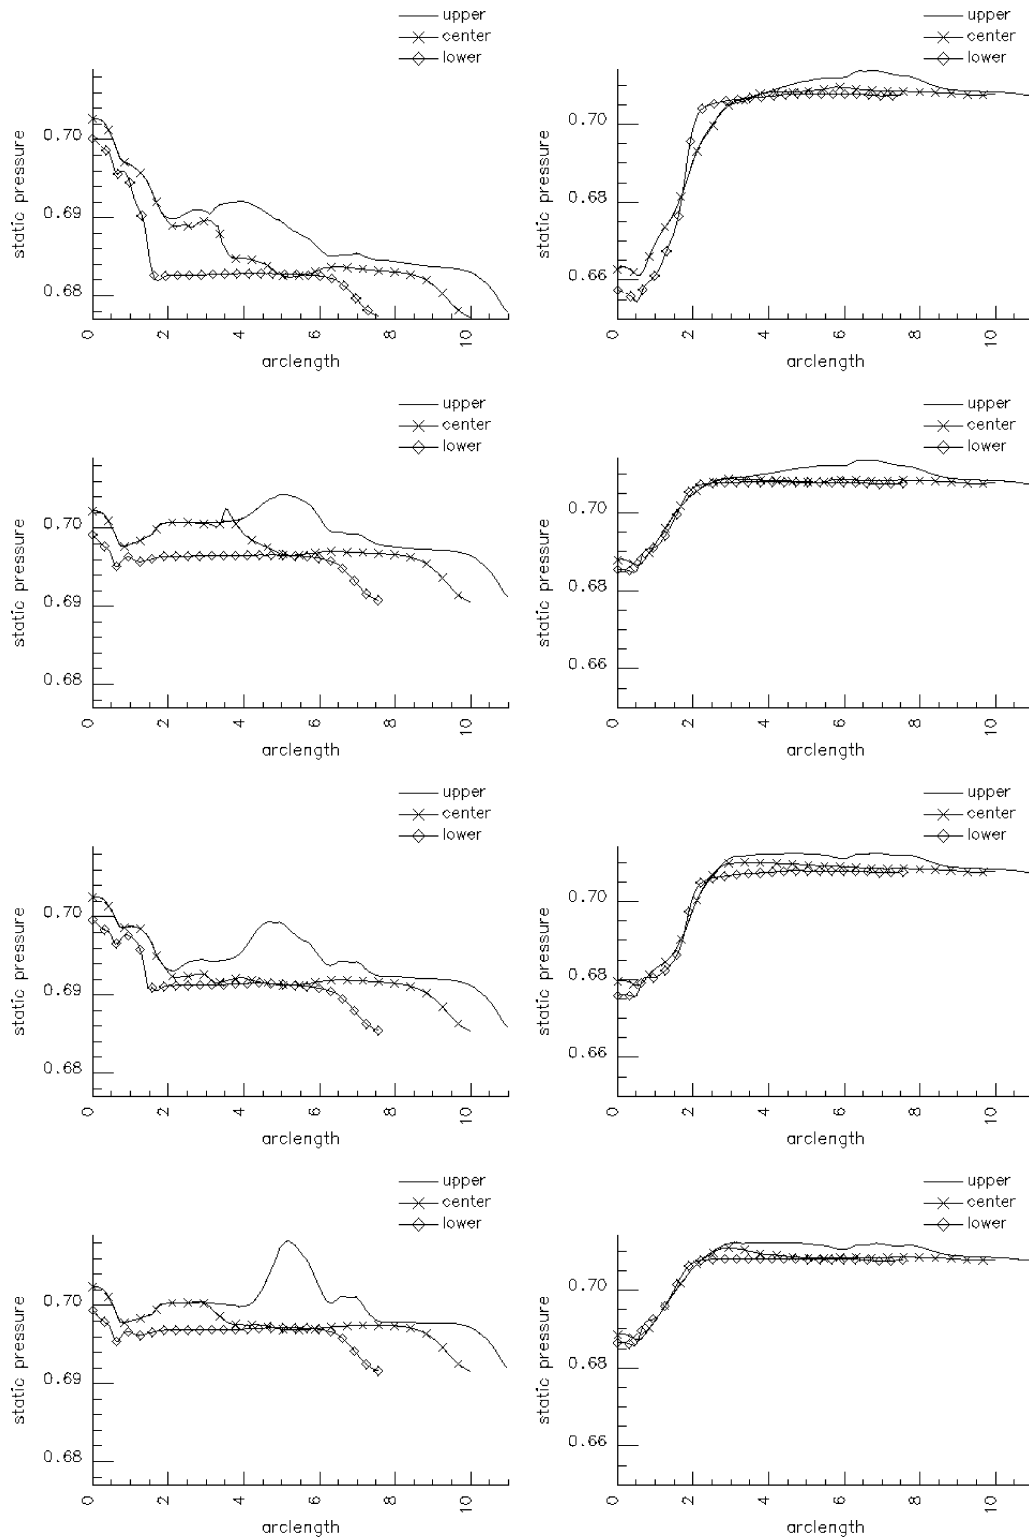 upper
center
lower
static pressure
0.70
0.69
0.68
0 2 4 6 8 10
arclength
upper
center
lower
static pressure
0.70
0.68
0.66
0 2 4 6 8 10
arclength
upper
center
lower
static pressure
0.70
0.69
0.68
0 2 4 6 8 10
arclength
upper
center
lower
static pressure
0.70
0.68
0.66
0 2 4 6 8 10
arclength
upper
center
lower
static pressure
0.70
0.69
0.68
0 2 4 6 8 10
arclength
upper
center
lower
static pressure
0.70
0.68
0.66
0 2 4 6 8 10
arclength
upper
center
lower
static pressure
0.70
0.69
0.68
0 2 4 6 8 10
arclength
upper
center
lower
static pressure
0.70
0.68
0.66
0 2 4 6 8 10
arclength